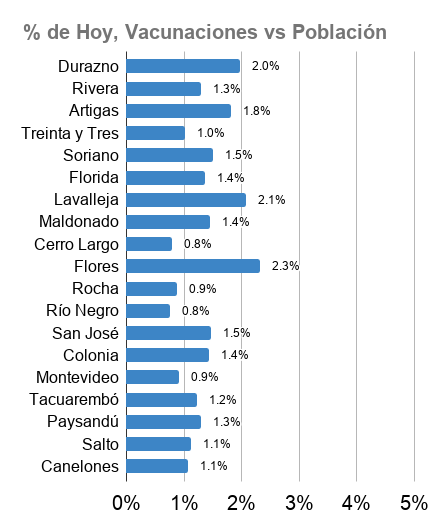 % de Hoy, Vacunaciones vs Población
Durazno 2.0%
Rivera 1.3%
Artigas 1.8%
Treinta y Tres 1.0%
Soriano 1.5%
Florida 1.4%
Lavalleja 2.1%
Maldonado 1.4%
Cerro Largo 0.8%
Flores 2.3%
Rocha 0.9%
Río Negro 0.8%
San José 1.5%
Colonia 1.4%
Montevideo 0.9%
Tacuarembó 1.2%
Paysandú 1.3%
Salto 1.1%
Canelones 1.1%
0% 1% 2% 3% 4% 5%